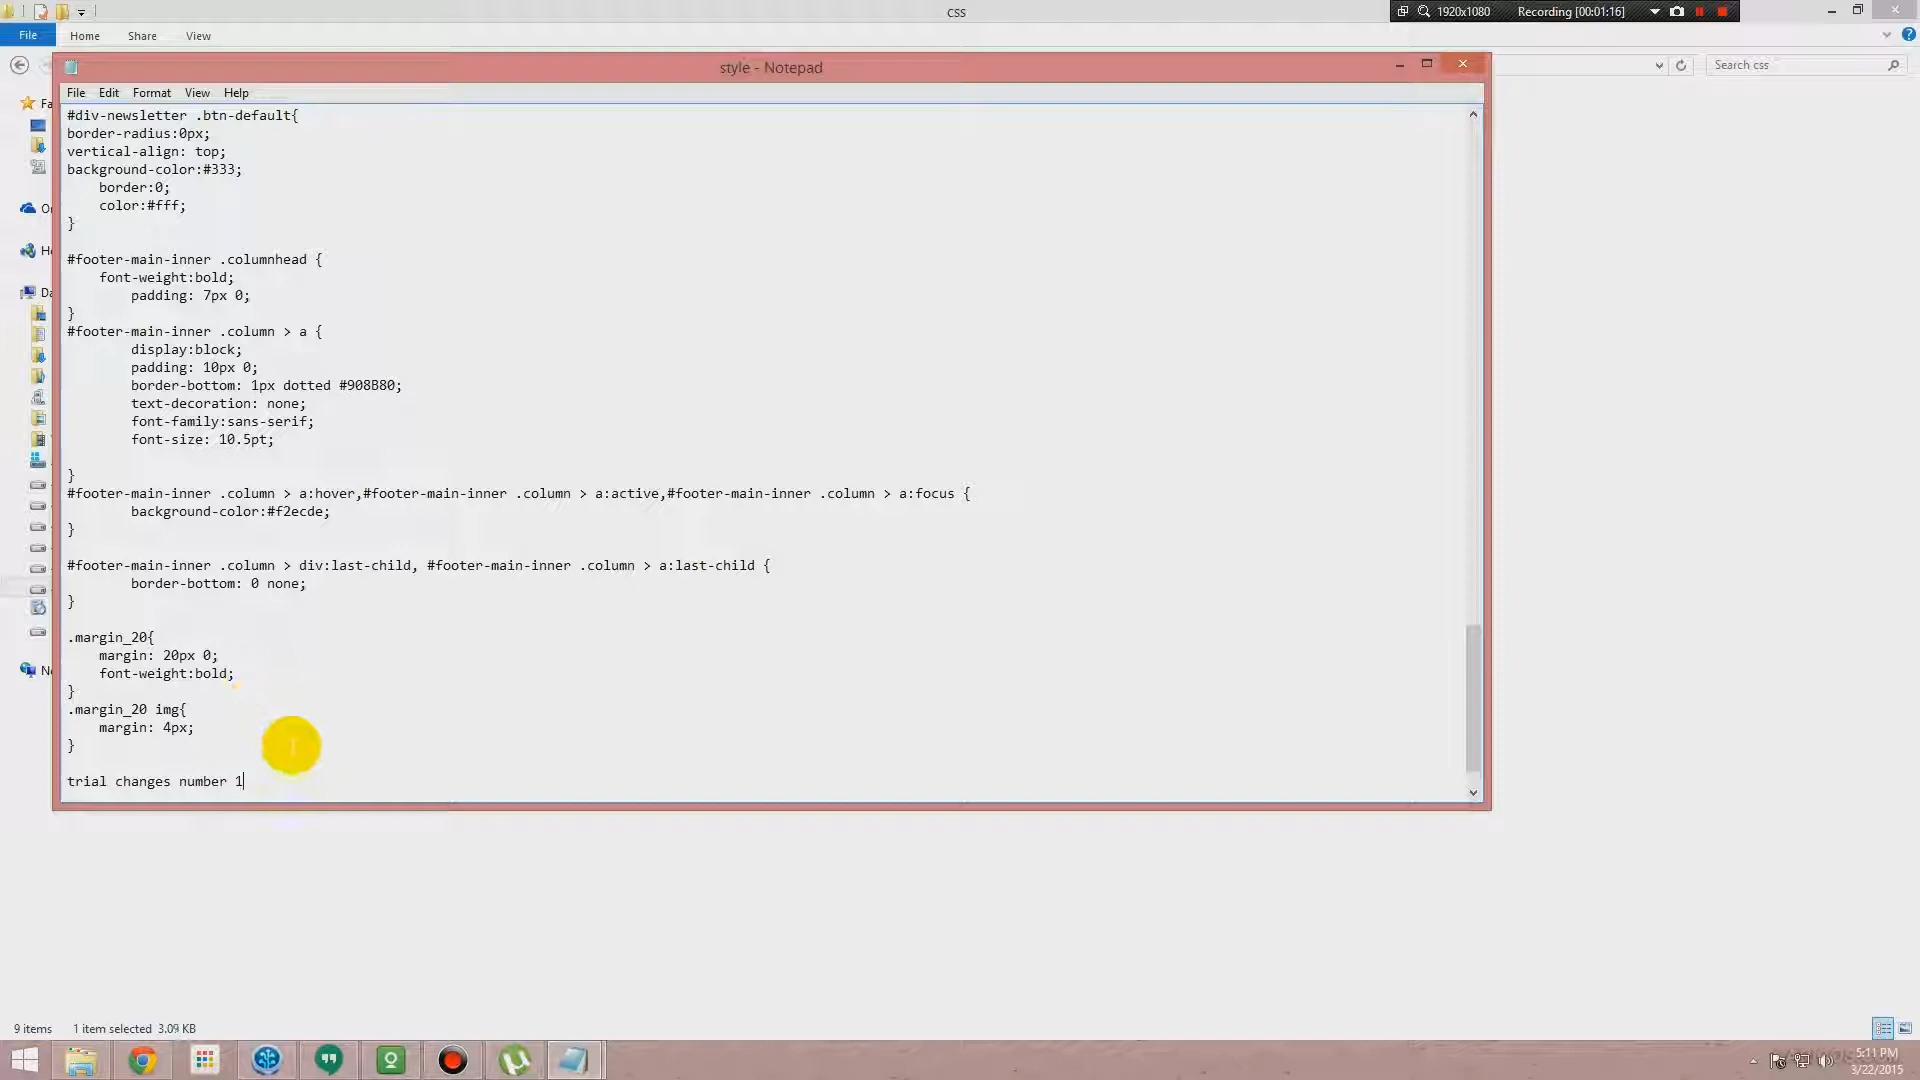 CSS
1920x1080
Recording [00:01:16]
File
Home
Share
View
Search css
style - Notepad
File Edit Format View Help
#div-newsletter .btn-default{
border-radius:0px;
vertical-align: top;
background-color:#333;
border:0;
color:#fff;
}
#footer-main-inner .columnhead {
font-weight:bold;
padding: 7px 0;
}
#footer-main-inner .column > a {
display:block;
padding: 10px 0;
border-bottom: 1px dotted #908B80;
text-decoration: none;
font-family:sans-serif;
font-size: 10.5pt;
}
#footer-main-inner .column > a:hover,#footer-main-inner .column > a:active,#footer-main-inner .column > a:focus {
background-color:#f2ecde;
}
#footer-main-inner .column > div:last-child, #footer-main-inner .column > a:last-child {
border-bottom: 0 none;
}
.margin_20{
margin: 20px 0;
font-weight:bold;
}
.margin_20 img{
margin: 4px;
}
trial changes number 1
9 items 1 item selected 3.09 KB
5:11 PM
3/22/2015